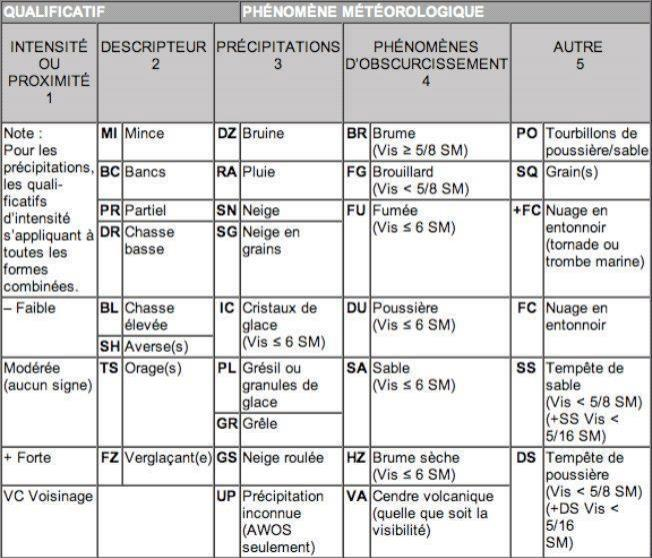 QUALIFICATIF PHÉNOMÈNE MÉTÉOROLOGIQUE
INTENSITÉ
OU
PROXIMITÉ
1
DESCRIPTEUR
2
PRÉCIPITATIONS
3
PHÉNOMÈNES
D'OBSCURCISSEMENT
4
AUTRE
5
Note :
Pour les
précipitations,
les quali-
ficatifs
d'intensité
s'appliquant à
toutes les
formes
combinées.
MI Mince
DZ Bruine
BR Brume
(Vis ≥ 5/8 SM)
PO Tourbillons de
poussière/sable
BC Bancs
RA Pluie
FG Brouillard
(Vis < 5/8 SM)
SQ Grain(s)
PR Partiel
SN Neige
FU Fumée
(Vis ≤ 6 SM)
+FC Nuage en
entonnoir
(tornade ou
trombe marine)
DR Chasse
basse
SG Neige en
grains
– Faible
BL Chasse
élevée
IC Cristaux de
glace
(Vis ≤ 6 SM)
DU Poussière
(Vis ≤ 6 SM)
FC Nuage en
entonnoir
SH Averse(s)
Modérée
(aucun signe)
TS Orage(s)
PL Grésil ou
granules de
glace
SA Sable
(Vis ≤ 6 SM)
SS Tempête de
sable
(Vis < 5/8 SM)
(+SS Vis <
5/16 SM)
GR Grêle
+ Forte
FZ Verglaçant(e)
GS Neige roulée
HZ Brume sèche
(Vis ≤ 6 SM)
DS Tempête de
poussière
(Vis < 5/8 SM)
(+DS Vis <
5/16
SM)
VC Voisinage
UP Précipitation
inconnue
(AWOS
seulement)
VA Cendre volcanique
(quelle que soit la
visibilité)